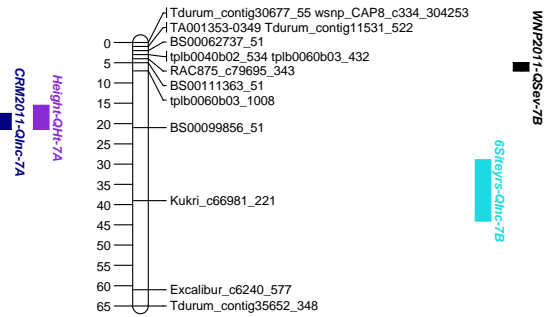 Tdurum_contig30677_55 wsnp_CAP8_c334_304253
TA001353-0349 Tdurum_contig11531_522
BS00062737_51
tplb0040b02_534 tplb0060b03_432
RAC875_c79695_343
BS00111363_51
tplb0060b03_1008
BS00099856_51
Kukri_c66981_221
Excalibur_c6240_577
Tdurum_contig35652_348
0
5
10
15
20
25
30
35
40
45
50
55
60
65
CRM2011-QInc-7A
Height-QHt-7A
WNP2011-QSev-7B
6Siteyrs-QInc-7B